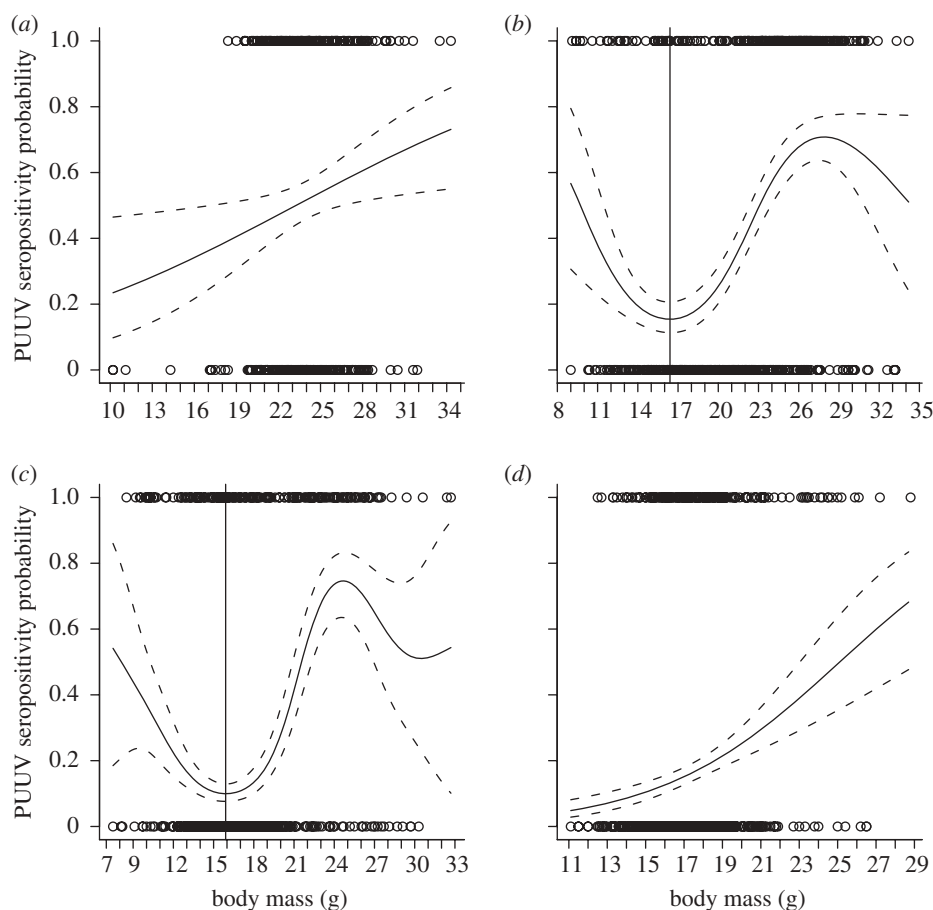 (a)
PUUV seropositivity probability
1.0
0.8
0.6
0.4
0.2
0
10 13 16 19 22 25 28 31 34
(b)
8 11 14 17 20 23 26 29 32 35
(c)
PUUV seropositivity probability
1.0
0.8
0.6
0.4
0.2
0
7 9 12 15 18 21 24 27 30 33
body mass (g)
(d)
11 13 15 17 19 21 23 25 27 29
body mass (g)